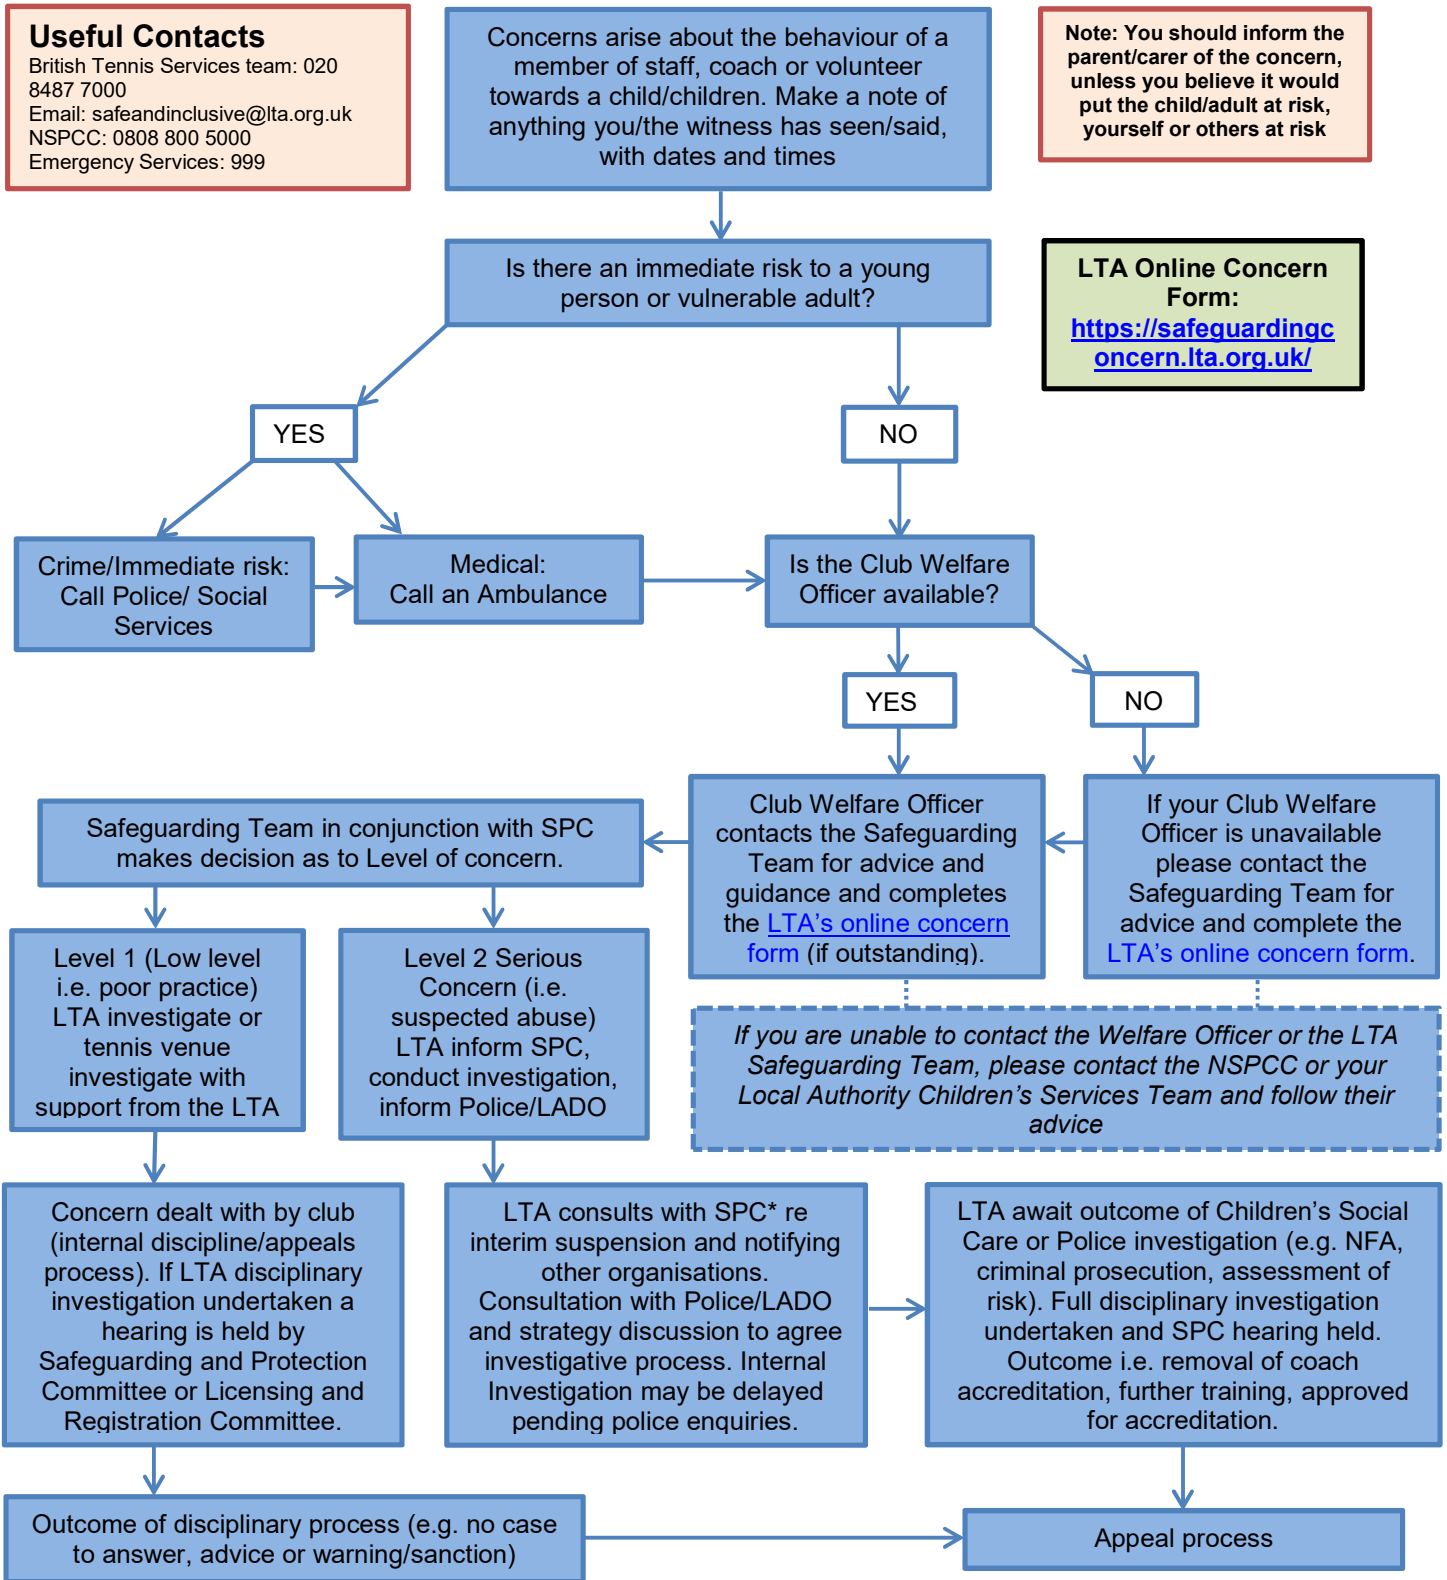 Useful Contacts
British Tennis Services team: 020
8487 7000
Email: safeandinclusive@lta.org.uk
NSPCC: 0808 800 5000
Emergency Services: 999
Concerns arise about the behaviour of a
member of staff, coach or volunteer
towards a child/children. Make a note of
anything you/the witness has seen/said,
with dates and times
Note: You should inform the
parent/carer of the concern,
unless you believe it would
put the child/adult at risk,
yourself or others at risk
Is there an immediate risk to a young
person or vulnerable adult?
LTA Online Concern
Form:
https://safeguardingc
oncern.lta.org.uk/
YES
NO
Crime/Immediate risk:
Call Police/ Social
Services
Medical:
Call an Ambulance
Is the Club Welfare
Officer available?
YES
NO
Club Welfare Officer
contacts the Safeguarding
Team for advice and
guidance and completes
the LTA's online concern
form (if outstanding).
If your Club Welfare
Officer is unavailable
please contact the
Safeguarding Team for
advice and complete the
LTA's online concern form.
Safeguarding Team in conjunction with SPC
makes decision as to Level of concern.
Level 1 (Low level
i.e. poor practice)
LTA investigate or
tennis venue
investigate with
support from the LTA
Level 2 Serious
Concern (i.e.
suspected abuse)
LTA inform SPC,
conduct investigation,
inform Police/LADO
If you are unable to contact the Welfare Officer or the LTA
Safeguarding Team, please contact the NSPCC or your
Local Authority Children's Services Team and follow their
advice
Concern dealt with by club
(internal discipline/appeals
process). If LTA disciplinary
investigation undertaken a
hearing is held by
Safeguarding and Protection
Committee or Licensing and
Registration Committee.
LTA consults with SPC* re
interim suspension and notifying
other organisations.
Consultation with Police/LADO
and strategy discussion to agree
investigative process. Internal
Investigation may be delayed
pending police enquiries.
LTA await outcome of Children's Social
Care or Police investigation (e.g. NFA,
criminal prosecution, assessment of
risk). Full disciplinary investigation
undertaken and SPC hearing held.
Outcome i.e. removal of coach
accreditation, further training, approved
for accreditation.
Outcome of disciplinary process (e.g. no case
to answer, advice or warning/sanction)
Appeal process